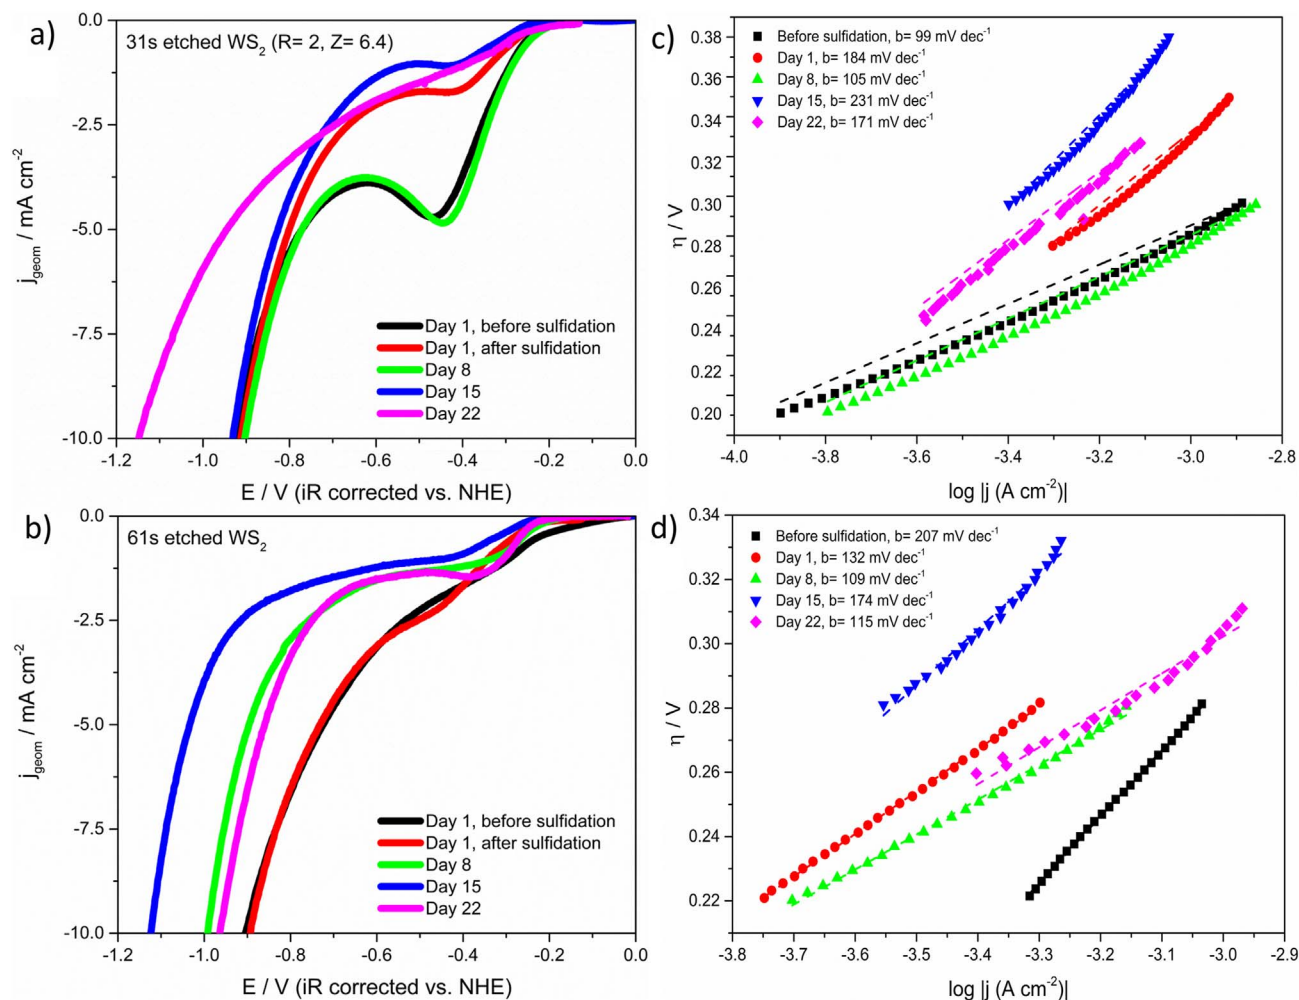 a)
31s etched WS₂ (R= 2, Z= 6.4)
0.0
-2.5
-5.0
-7.5
-10.0
j_geom / mA cm⁻²
Day 1, before sulfidation
Day 1, after sulfidation
Day 8
Day 15
Day 22
-1.2 -1.0 -0.8 -0.6 -0.4 -0.2 0.0
E / V (iR corrected vs. NHE)
c)
Before sulfidation, b= 99 mV dec⁻¹
Day 1, b= 184 mV dec⁻¹
Day 8, b= 105 mV dec⁻¹
Day 15, b= 231 mV dec⁻¹
Day 22, b= 171 mV dec⁻¹
0.38
0.36
0.34
0.32
0.30
0.28
0.26
0.24
0.22
0.20
η / V
-4.0 -3.8 -3.6 -3.4 -3.2 -3.0 -2.8
log |j (A cm⁻²)|
b)
61s etched WS₂
0.0
-2.5
-5.0
-7.5
-10.0
j_geom / mA cm⁻²
Day 1, before sulfidation
Day 1, after sulfidation
Day 8
Day 15
Day 22
-1.2 -1.0 -0.8 -0.6 -0.4 -0.2 0.0
E / V (iR corrected vs. NHE)
d)
Before sulfidation, b= 207 mV dec⁻¹
Day 1, b= 132 mV dec⁻¹
Day 8, b= 109 mV dec⁻¹
Day 15, b= 174 mV dec⁻¹
Day 22, b= 115 mV dec⁻¹
0.34
0.32
0.30
0.28
0.26
0.24
0.22
η / V
-3.8 -3.7 -3.6 -3.5 -3.4 -3.3 -3.2 -3.1 -3.0 -2.9
log |j (A cm⁻²)|